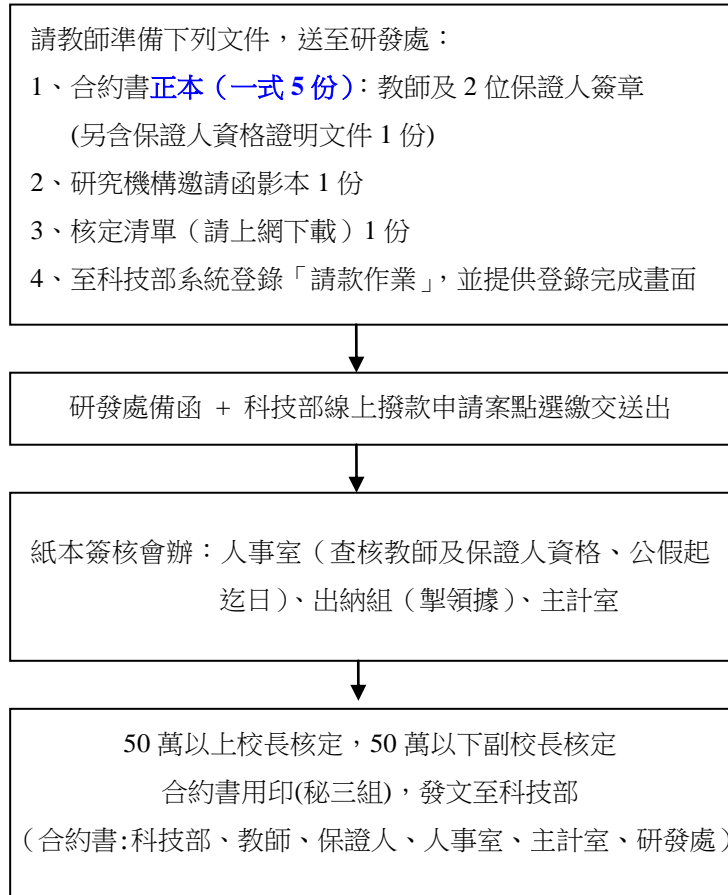 請教師準備下列文件，送至研發處：
1、合約書正本（一式 5 份）：教師及 2 位保證人簽章
(另含保證人資格證明文件 1 份)
2、研究機構邀請函影本 1 份
3、核定清單（請上網下載）1 份
4、至科技部系統登錄「請款作業」，並提供登錄完成畫面
研發處備函 + 科技部線上撥款申請案點選繳交送出
紙本簽核會辦：人事室（查核教師及保證人資格、公假起
迄日）、出納組（掣領據）、主計室
50 萬以上校長核定，50 萬以下副校長核定
合約書用印(秘三組)，發文至科技部
（合約書:科技部、教師、保證人、人事室、主計室、研發處）